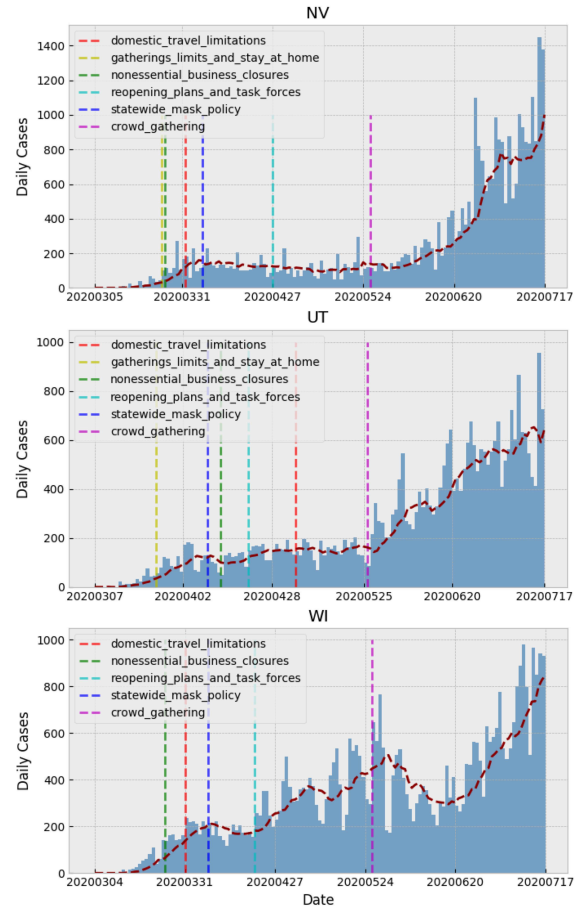 NV
domestic_travel_limitations
gatherings_limits_and_stay_at_home
nonessential_business_closures
reopening_plans_and_task_forces
statewide_mask_policy
crowd_gathering
Daily Cases
1400
1200
1000
800
600
400
200
0
20200305 20200331 20200427 20200524 20200620 20200717
UT
domestic_travel_limitations
gatherings_limits_and_stay_at_home
nonessential_business_closures
reopening_plans_and_task_forces
statewide_mask_policy
crowd_gathering
Daily Cases
1000
800
600
400
200
0
20200307 20200402 20200428 20200525 20200620 20200717
WI
domestic_travel_limitations
nonessential_business_closures
reopening_plans_and_task_forces
statewide_mask_policy
crowd_gathering
Daily Cases
1000
800
600
400
200
0
20200304 20200331 20200427 20200524 20200620 20200717
Date